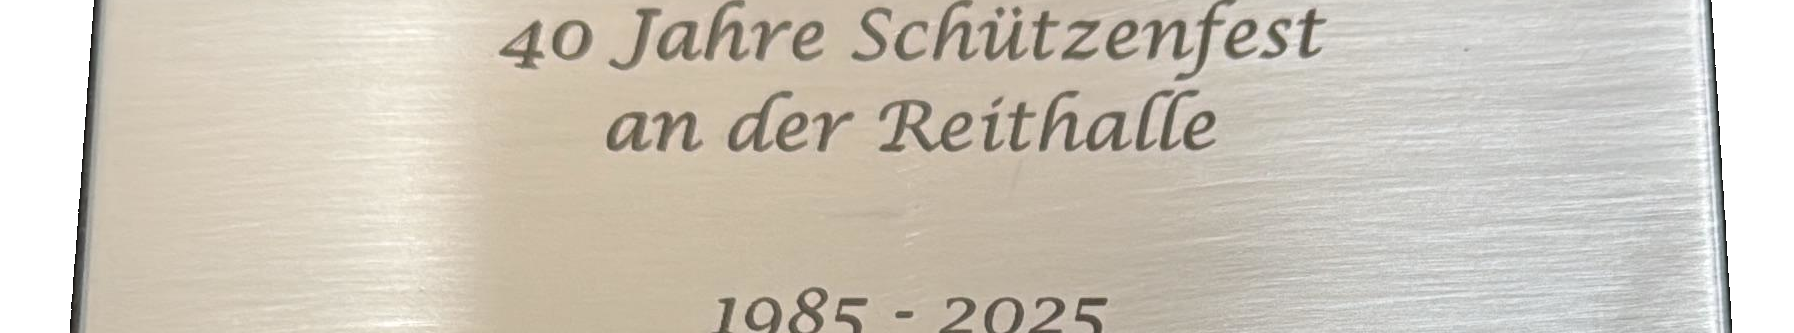 40 Jahre Schützenfest
an der Reithalle
1985 - 2025